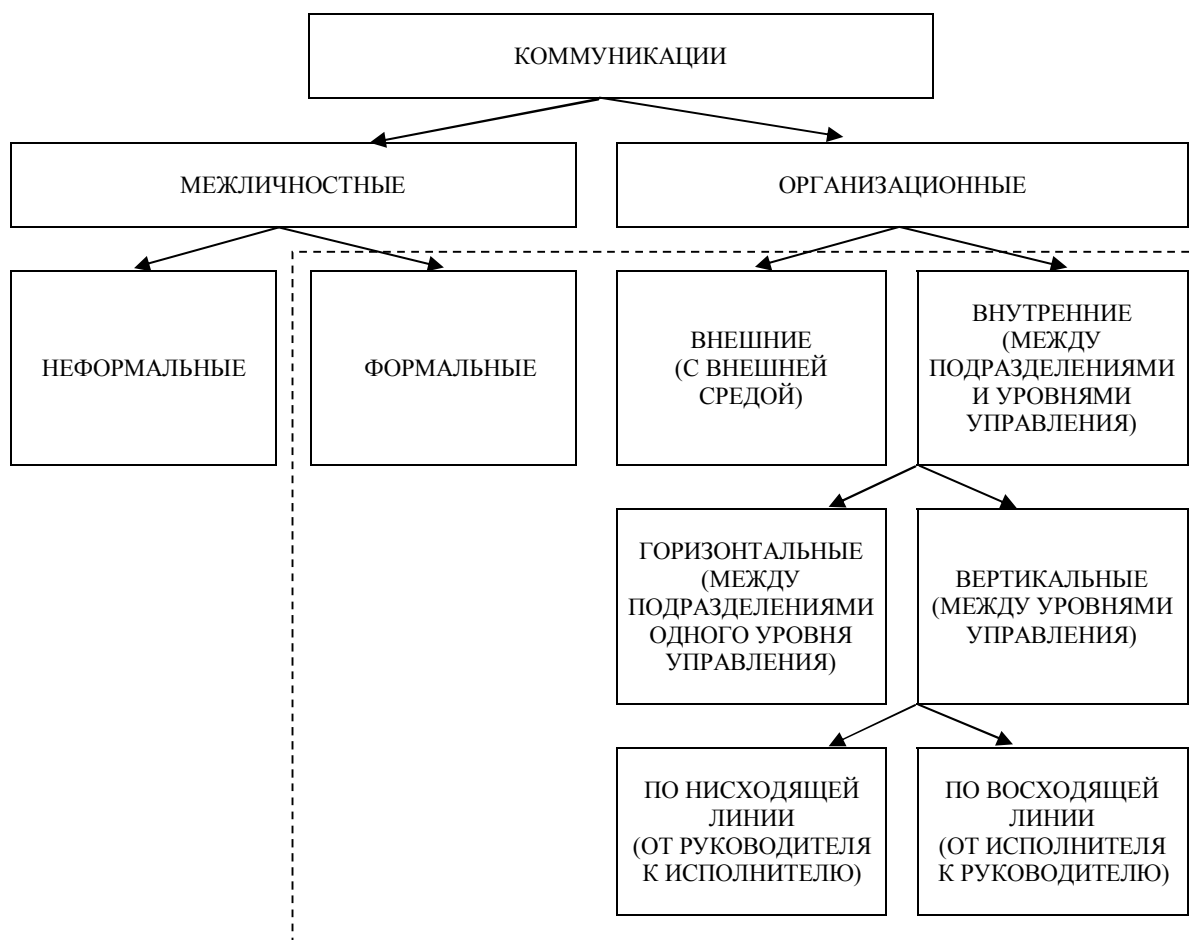 КОММУНИКАЦИИ
МЕЖЛИЧНОСТНЫЕ
ОРГАНИЗАЦИОННЫЕ
НЕФОРМАЛЬНЫЕ
ФОРМАЛЬНЫЕ
ВНЕШНИЕ
(С ВНЕШНЕЙ
СРЕДОЙ)
ВНУТРЕННИЕ
(МЕЖДУ
ПОДРАЗДЕЛЕНИЯМИ
И УРОВНЯМИ
УПРАВЛЕНИЯ)
ГОРИЗОНТАЛЬНЫЕ
(МЕЖДУ
ПОДРАЗДЕЛЕНИЯМИ
ОДНОГО УРОВНЯ
УПРАВЛЕНИЯ)
ВЕРТИКАЛЬНЫЕ
(МЕЖДУ УРОВНЯМИ
УПРАВЛЕНИЯ)
ПО НИСХОДЯЩЕЙ
ЛИНИИ
(ОТ РУКОВОДИТЕЛЯ
К ИСПОЛНИТЕЛЮ)
ПО ВОСХОДЯЩЕЙ
ЛИНИИ
(ОТ ИСПОЛНИТЕЛЯ
К РУКОВОДИТЕЛЮ)